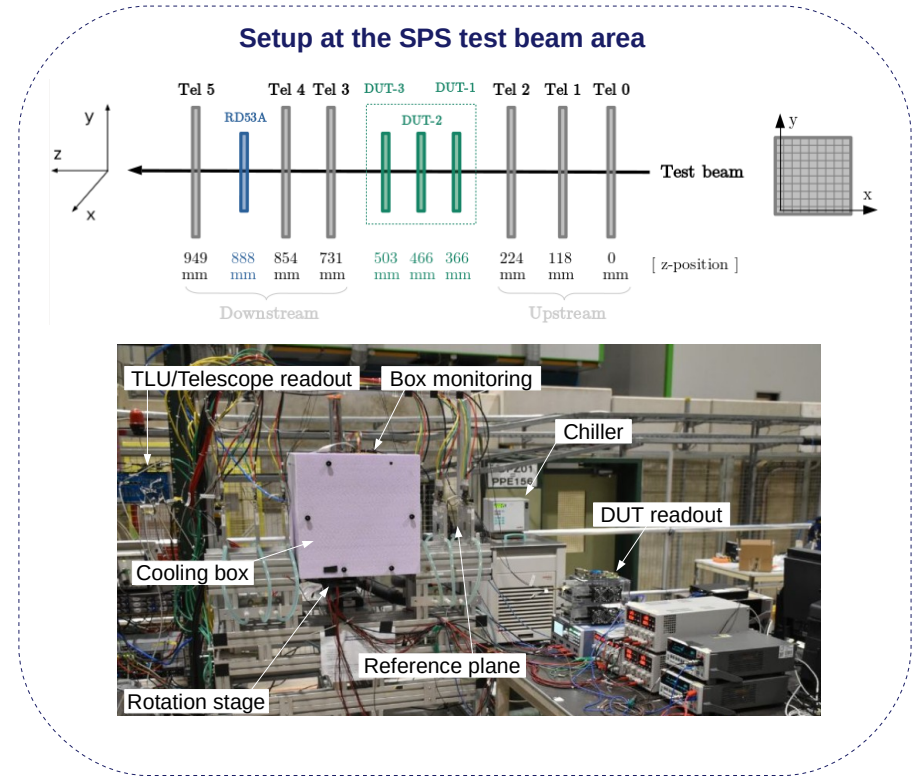 Setup at the SPS test beam area
Tel 5 Tel 4 Tel 3 DUT-3 DUT-1 Tel 2 Tel 1 Tel 0
RD53A DUT-2
y
z
x
Test beam
y
x
949 888 854 731 503 466 366 224 118 0
mm mm mm mm mm mm mm mm mm mm
[ z-position ]
Downstream Upstream
TLU/Telescope readout Box monitoring
Chiller
PPE156
DUT readout
Cooling box
Reference plane
Rotation stage